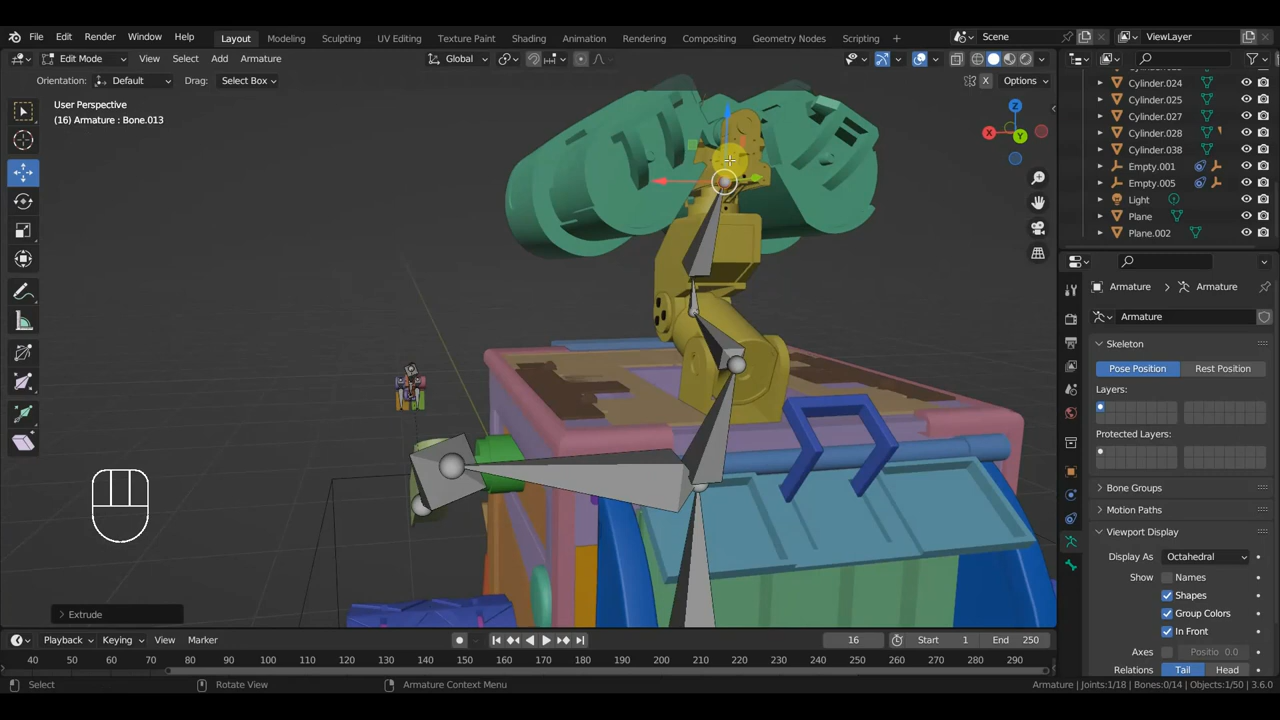 File Edit Render Window Help Layout Modeling Sculpting UV Editing Texture Paint Shading Animation Rendering Compositing Geometry Nodes Scripting + Scene ViewLayer
Edit Mode View Select Add Armature Global
Orientation: Default Drag: Select Box X Options
User Perspective
(16) Armature : Bone.013
Z
X
Y
Cylinder.024
Cylinder.025
Cylinder.027
Cylinder.028
Cylinder.038
Empty.001
Empty.005
Light
Plane
Plane.002
Armature > Armature
Armature
Skeleton
Pose Position Rest Position
Layers:
Protected Layers:
Bone Groups
Motion Paths
Viewport Display
Display As Octahedral
Show Names
Shapes
Group Colors
In Front
Axes Positio 0.0
Relations Tail Head
> Extrude
Playback Keying View Marker 16 Start 1 End 250
40 50 60 70 80 90 100 110 120 130 140 150 160 170 180 190 200 210 220 230 240 250 260 270 280 290
Select Rotate View Armature Context Menu Armature | Joints:1/18 | Bones:0/14 | Objects:1/50 | 3.6.0